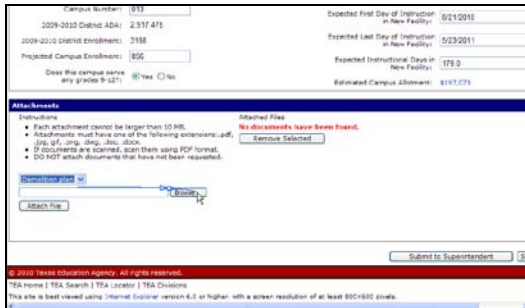 Campus Number: 013
2009-2010 District ADA: 2,917.475
2009-2010 District Enrollment: 3198
Projected Campus Enrollment: 856
Does this campus serve any grades 9-12?: Yes No
Expected First Day of Instruction in New Facility: 8/21/2010
Expected Last Day of Instruction in New Facility: 5/23/2011
Expected Instructional Days in New Facility: 175.0
Estimated Campus Allotment:
Attachments
Instructions
Each attachment cannot be larger than 10 MB.
Attachments must have one of the following extensions: .pdf, .jpg, .gif, .png, .dwg, .doc, .docx.
If documents are scanned, scan them using PDF format.
DO NOT attach documents that have not been requested.
Attached Files
No documents have been found.
Remove Selected
Demolition plan
Browse...
Attach File
Submit to Superintendent
© 2010 Texas Education Agency. All rights reserved.
TEA Home | TEA Search | TEA Locator | TEA Divisions
This site is best viewed using Internet Explorer version 6.0 or higher with a screen resolution of at least 800X600 pixels.